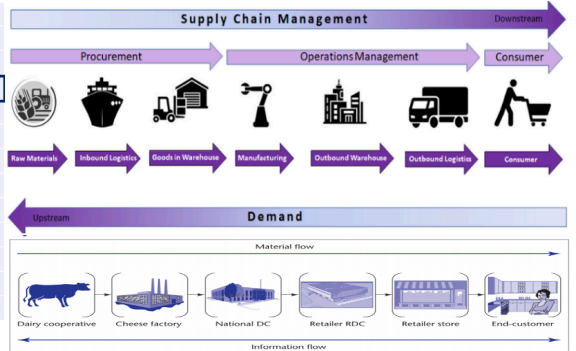 Supply Chain Management
Downstream
Procurement
Operations Management
Consumer
Raw Materials
Inbound Logistics
Goods in Warehouse
Manufacturing
Outbound Warehouse
Outbound Logistics
Consumer
Upstream
Demand
Material flow
Dairy cooperative
Cheese factory
National DC
Retailer RDC
Retailer store
End-customer
Information flow